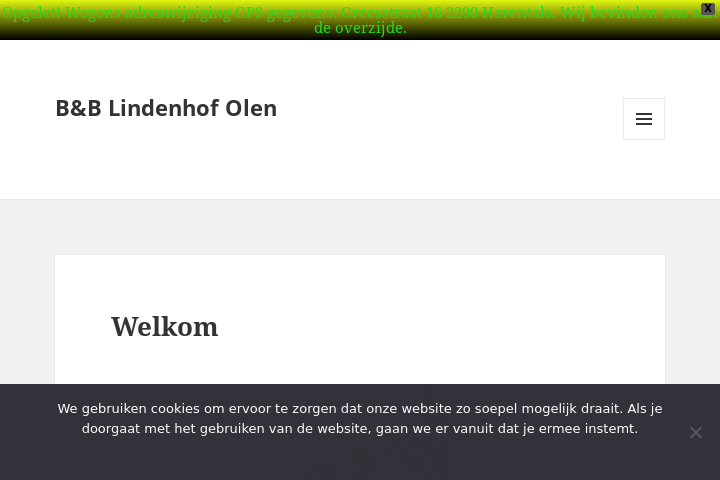 Opgelet! Wegens adreswijziging GPS gegevens: Greesstraat 16 2200 Herentals. Wij bevinden ons aan
de overzijde.
X
B&B Lindenhof Olen
Welkom
We gebruiken cookies om ervoor te zorgen dat onze website zo soepel mogelijk draait. Als je
doorgaat met het gebruiken van de website, gaan we er vanuit dat je ermee instemt.